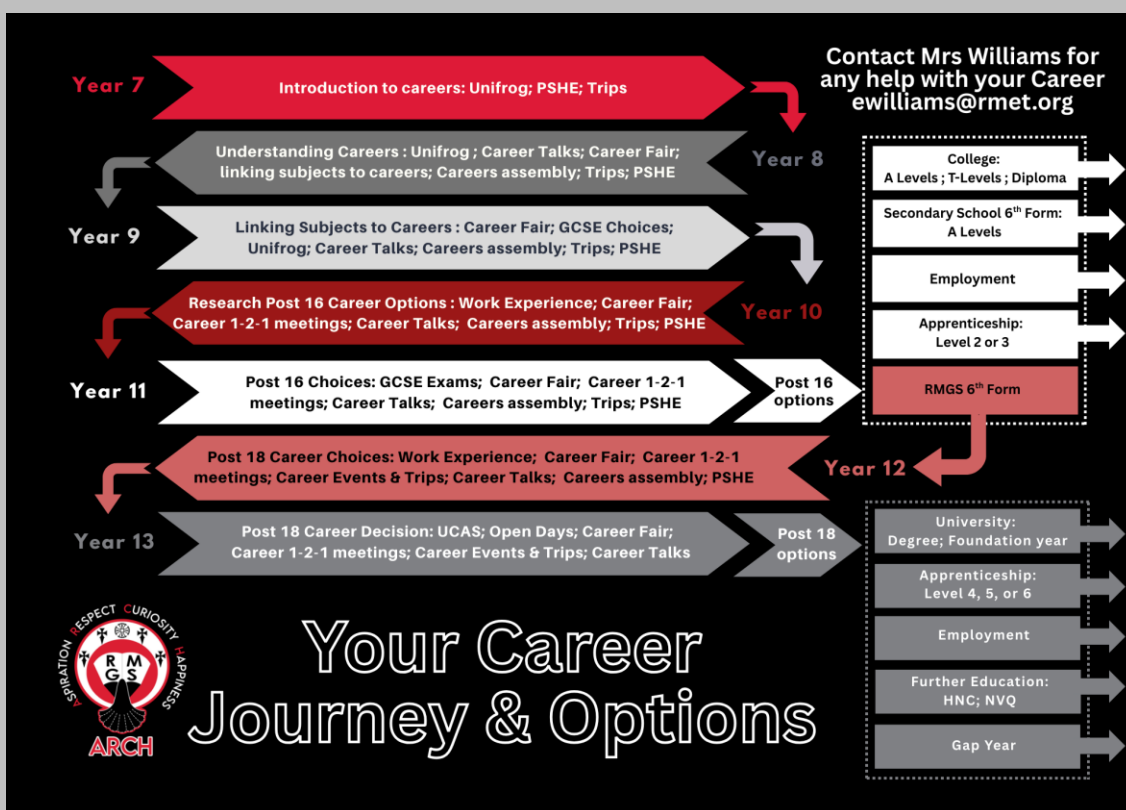 Contact Mrs Williams for
any help with your Career
ewilliams@rmet.org
Year 7
Introduction to careers: Unifrog; PSHE; Trips
Year 8
Understanding Careers : Unifrog ; Career Talks; Career Fair;
linking subjects to careers; Careers assembly; Trips; PSHE
Year 9
Linking Subjects to Careers : Career Fair; GCSE Choices;
Unifrog; Career Talks; Careers assembly; Trips; PSHE
Year 10
Research Post 16 Career Options : Work Experience; Career Fair;
Career 1-2-1 meetings; Career Talks; Careers assembly; Trips; PSHE
Year 11
Post 16 Choices: GCSE Exams; Career Fair; Career 1-2-1
meetings; Career Talks; Careers assembly; Trips; PSHE
Post 16
options
College:
A Levels ; T-Levels ; Diploma
Secondary School 6th Form:
A Levels
Employment
Apprenticeship:
Level 2 or 3
RMGS 6th Form
Year 12
Post 18 Career Choices: Work Experience; Career Fair; Career 1-2-1
meetings; Career Events & Trips; Career Talks; Careers assembly; PSHE
Year 13
Post 18 Career Decision: UCAS; Open Days; Career Fair;
Career 1-2-1 meetings; Career Events & Trips; Career Talks
Post 18
options
University:
Degree; Foundation year
Apprenticeship:
Level 4, 5, or 6
Employment
Further Education:
HNC; NVQ
Gap Year
ASPIRATION RESPECT CURIOSITY HAPPINESS
R M
G S
ARCH
Your Career
Journey & Options